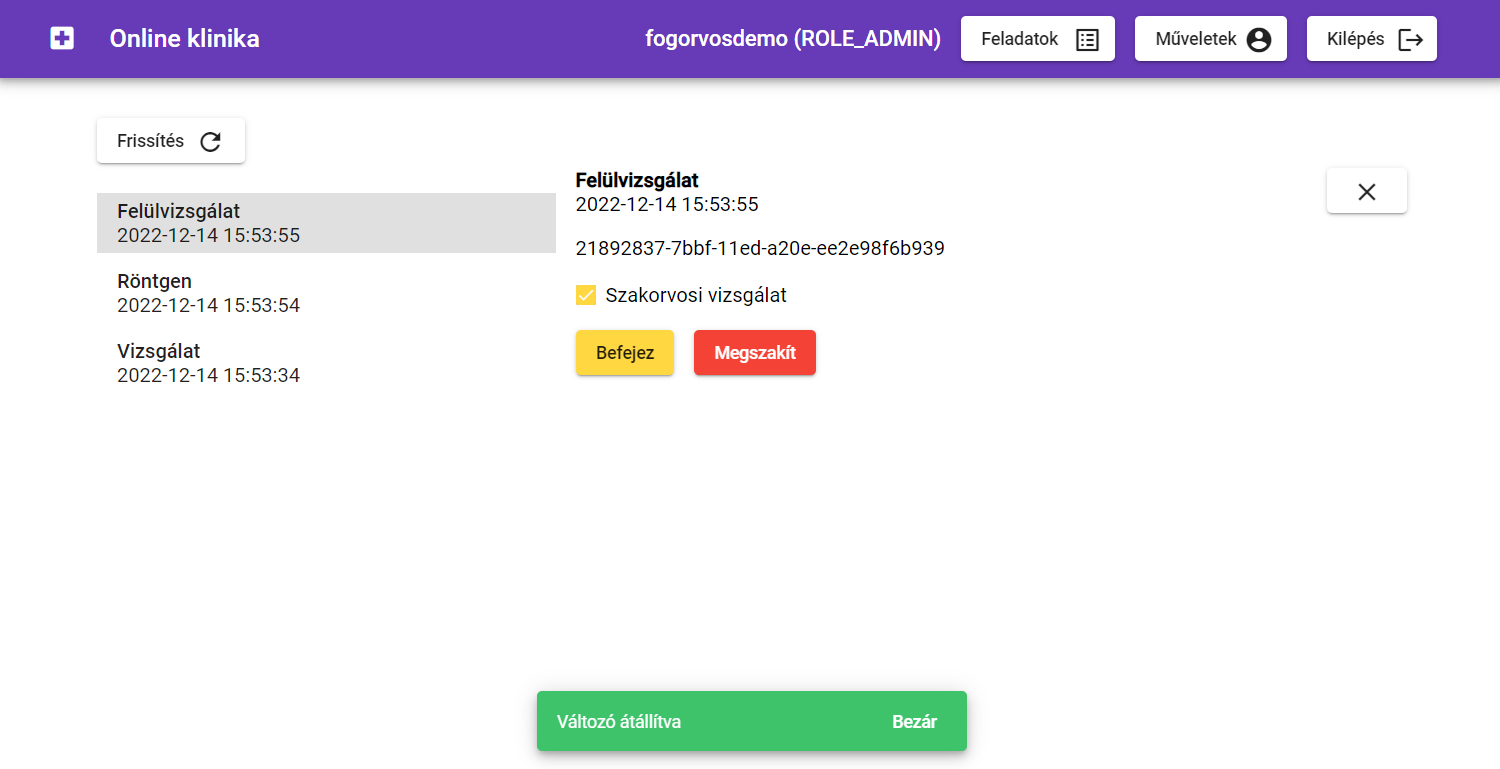 Online klinika
fogorvosdemo (ROLE_ADMIN)
Feladatok
Műveletek
Kilépés
Frissítés
Felülvizsgálat
2022-12-14 15:53:55
Röntgen
2022-12-14 15:53:54
Vizsgálat
2022-12-14 15:53:34
Felülvizsgálat
2022-12-14 15:53:55
21892837-7bbf-11ed-a20e-ee2e98f6b939
Szakorvosi vizsgálat
Befejez
Megszakít
Változó átállítva
Bezár